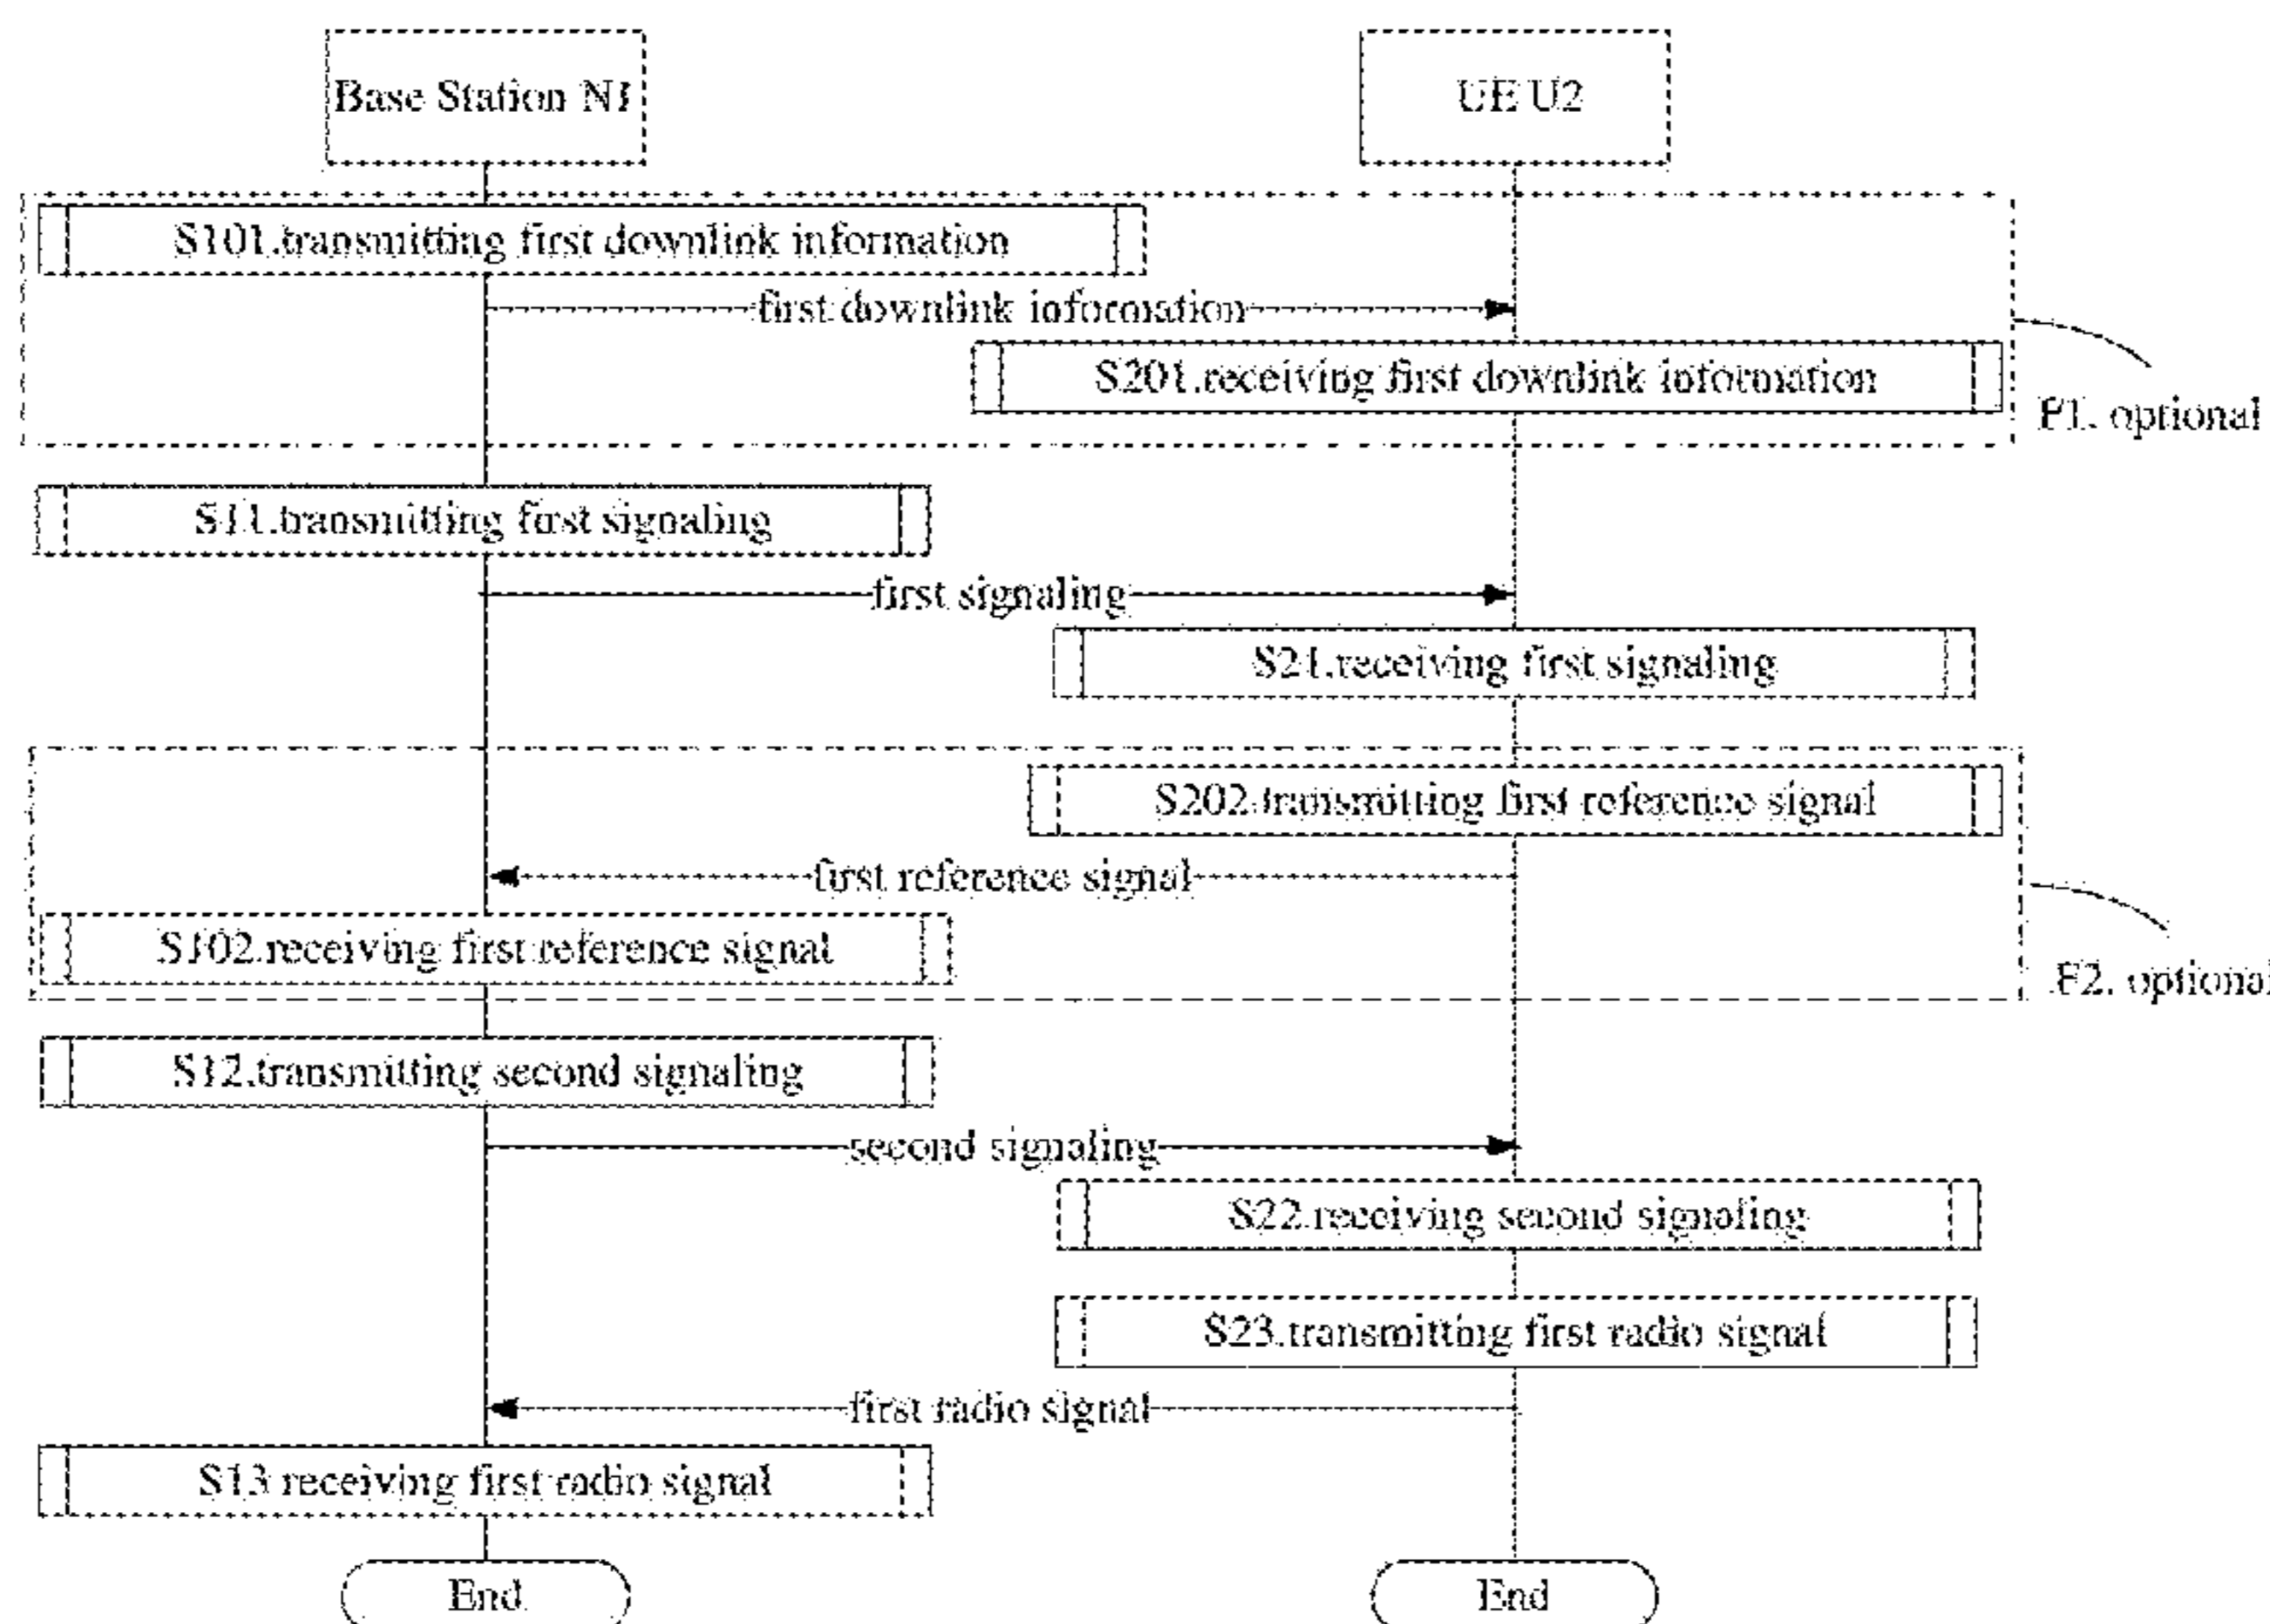 Base Station N1
UE U2
S101.transmitting first downlink information
first downlink information
S201.receiving first downlink information
F1. optional
S11.transmitting first signaling
first signaling
S21.receiving first signaling
S202.transmitting first reference signal
first reference signal
S102.receiving first reference signal
F2. optional
S12.transmitting second signaling
second signaling
S22.receiving second signaling
S23.transmitting first radio signal
first radio signal
S13 receiving first radio signal
End
End